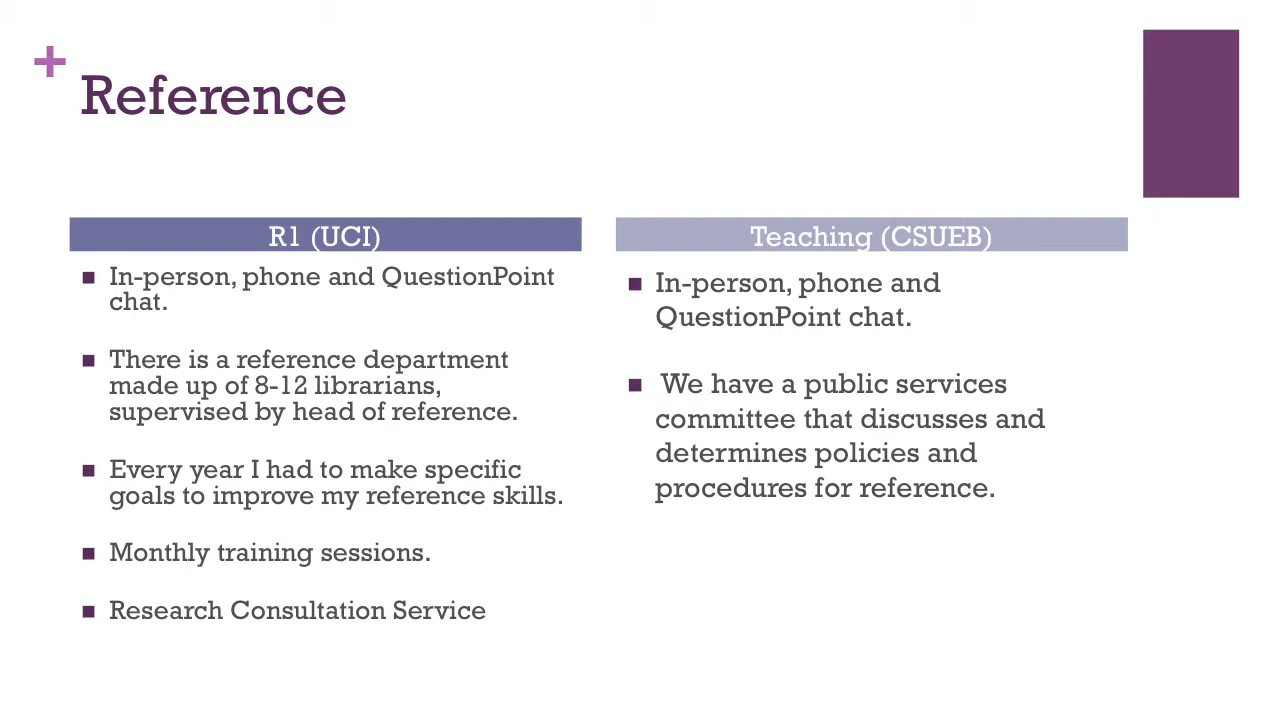 +
Reference
R1 (UCI)
■ In-person, phone and QuestionPoint
chat.
■ There is a reference department
made up of 8-12 librarians,
supervised by head of reference.
■ Every year I had to make specific
goals to improve my reference skills.
■ Monthly training sessions.
■ Research Consultation Service
Teaching (CSUEB)
■ In-person, phone and
QuestionPoint chat.
■ We have a public services
committee that discusses and
determines policies and
procedures for reference.